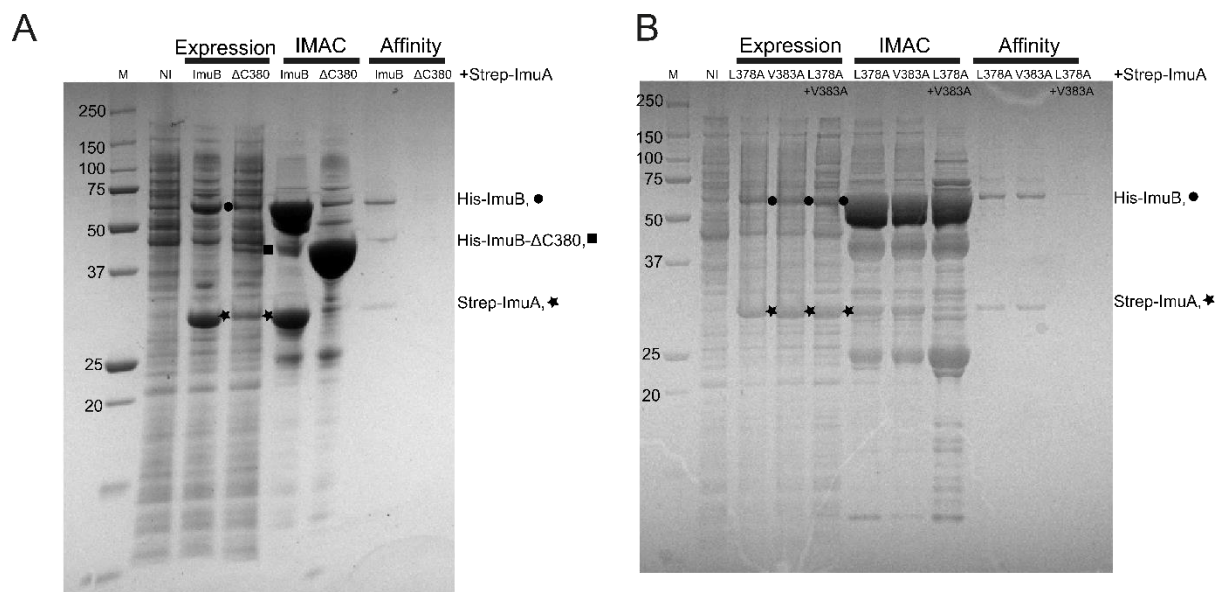 A
Expression IMAC Affinity
M NI ImuB ΔC380 ImuB ΔC380 ImuB ΔC380 +Strep-ImuA
250
150
100
75
50
37
25
20
His-ImuB, ●
His-ImuB-ΔC380, ■
Strep-ImuA, ★
B
Expression IMAC Affinity
M NI L378A V383A L378A L378A V383A L378A L378A V383A L378A +Strep-ImuA
+V383A +V383A +V383A
250
150
100
75
50
37
25
20
His-ImuB, ●
Strep-ImuA, ★